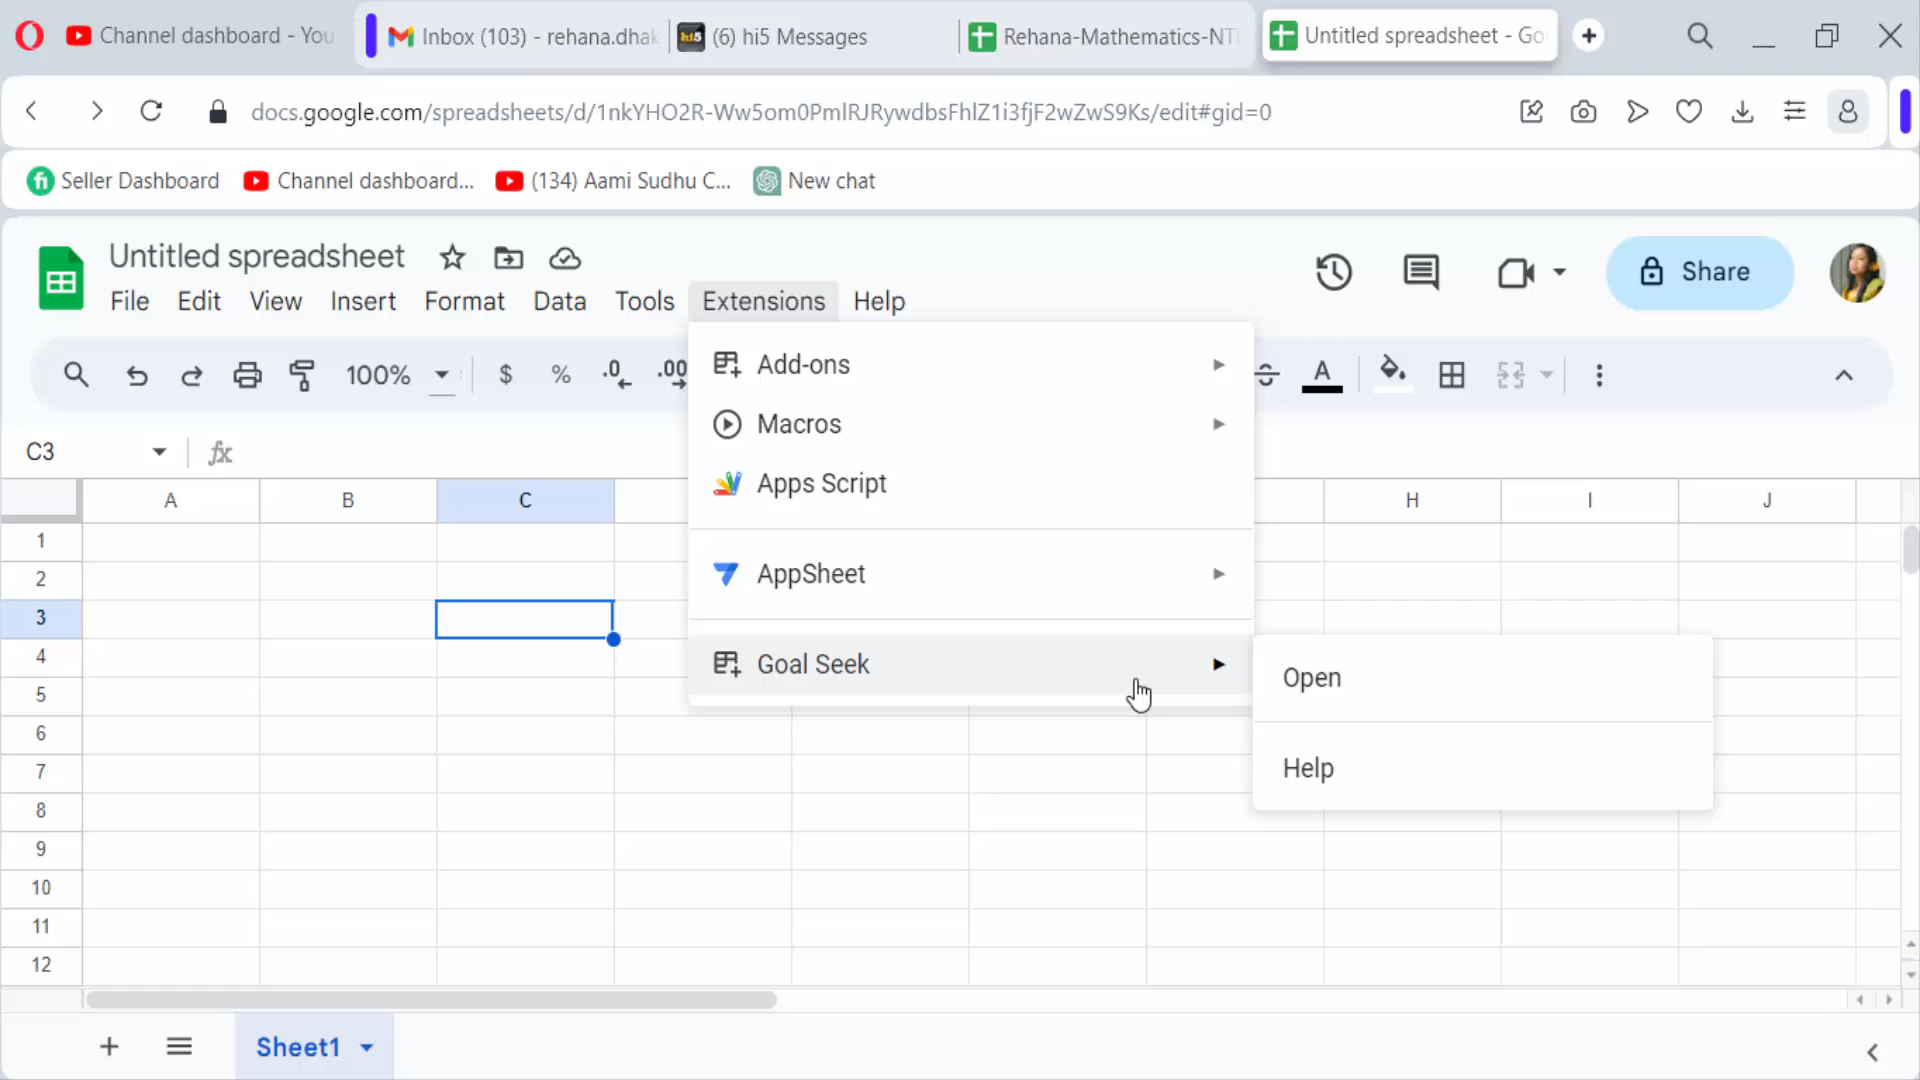 Channel dashboard - You
Inbox (103) - rehana.dhak
hi5
(6) hi5 Messages
Rehana-Mathematics-NTI
Untitled spreadsheet - Go
docs.google.com/spreadsheets/d/1nkYHO2R-Ww5om0PmlRJRywdbsFhlZ1i3fjF2wZwS9Ks/edit#gid=0
Seller Dashboard
Channel dashboard...
(134) Aami Sudhu C...
New chat
Untitled spreadsheet
Share
File Edit View Insert Format Data Tools Extensions Help
100% $ % .0 .00 A
Add-ons
Macros
Apps Script
AppSheet
Goal Seek
Open
Help
C3 fx
A B C H I J
1
2
3
4
5
6
7
8
9
10
11
12
+ Sheet1